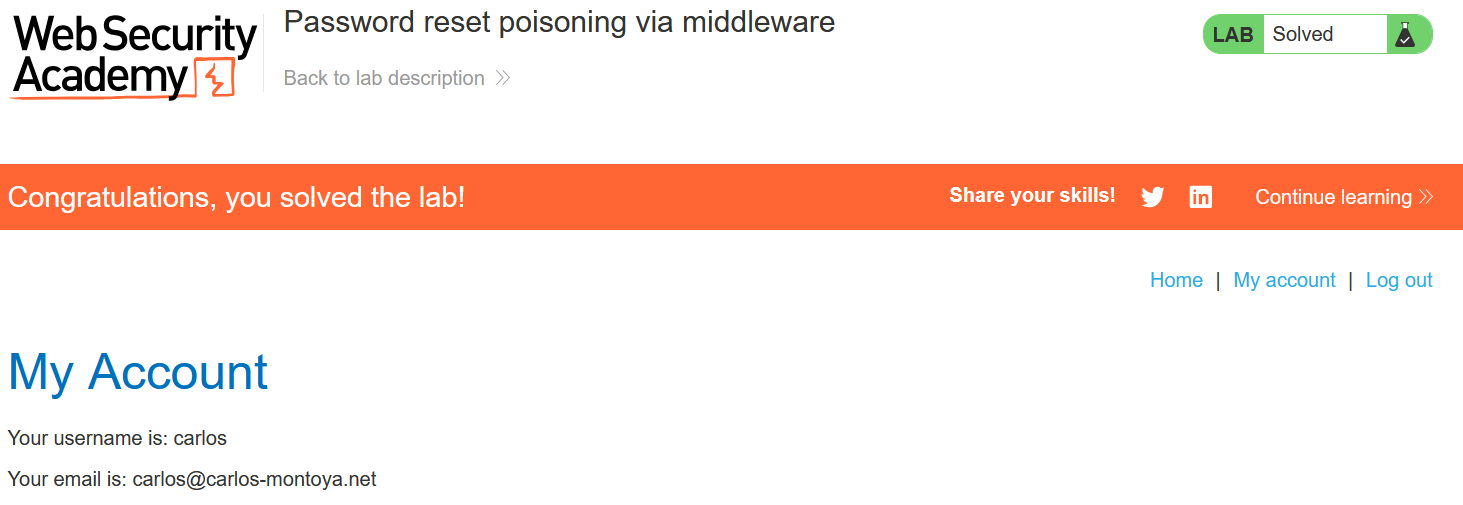 Web Security
Academy
Password reset poisoning via middleware
Back to lab description
LAB Solved
Congratulations, you solved the lab!
Share your skills!
Continue learning
Home | My account | Log out
My Account
Your username is: carlos
Your email is: carlos@carlos-montoya.net